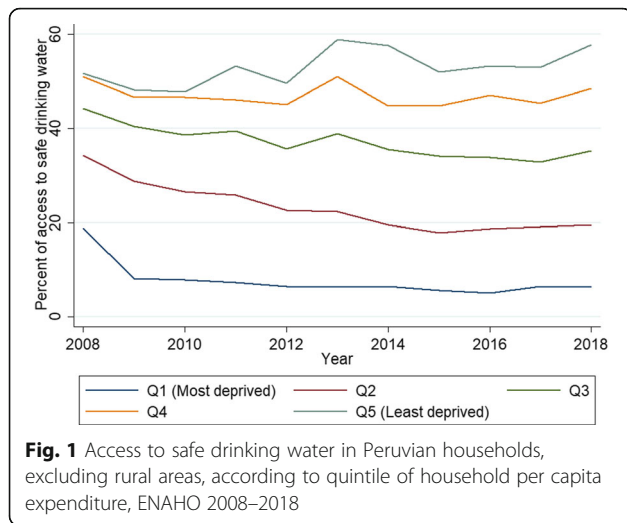 Percent of access to safe drinking water
60
40
20
0
2008 2010 2012 2014 2016 2018
Year
Q1 (Most deprived) Q2 Q3
Q4 Q5 (Least deprived)
Fig. 1 Access to safe drinking water in Peruvian households,
excluding rural areas, according to quintile of household per capita
expenditure, ENAHO 2008–2018